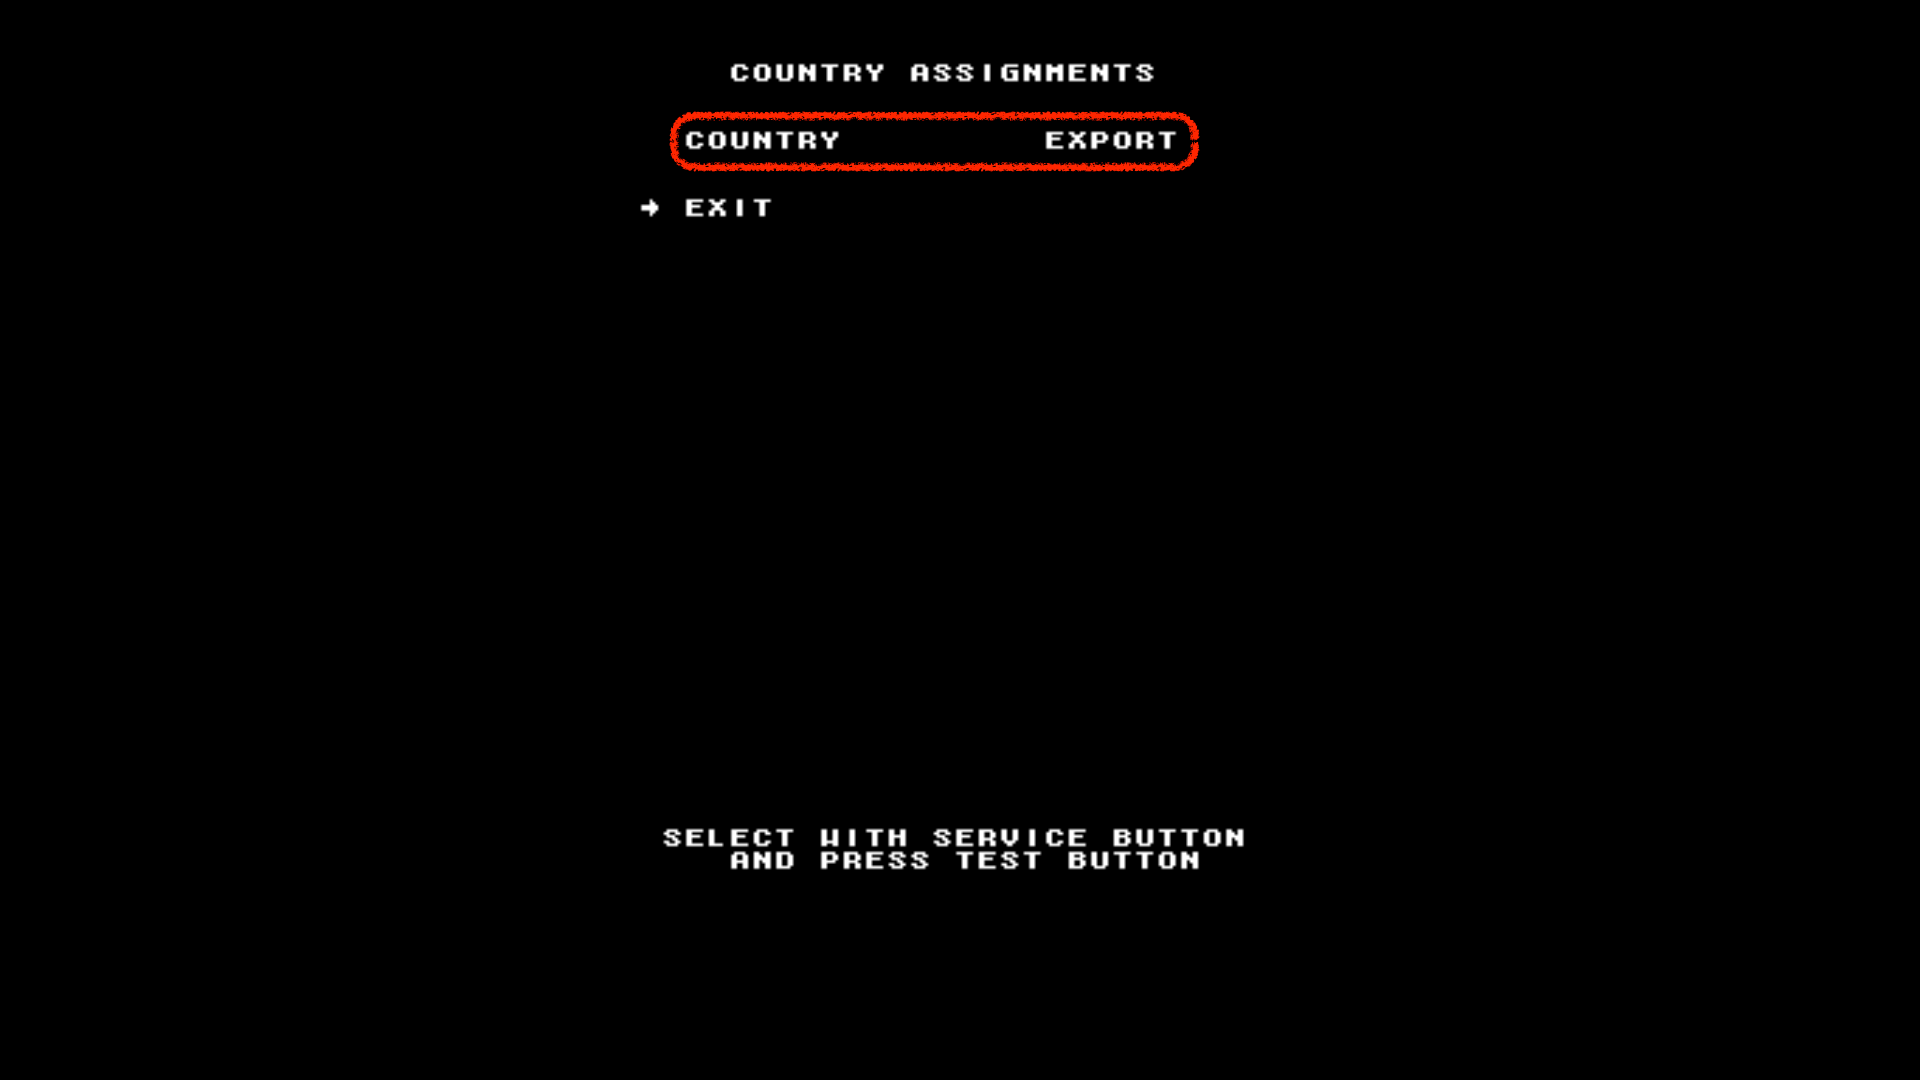 COUNTRY ASSIGNMENTS
COUNTRY EXPORT
→ EXIT
SELECT WITH SERVICE BUTTON
AND PRESS TEST BUTTON